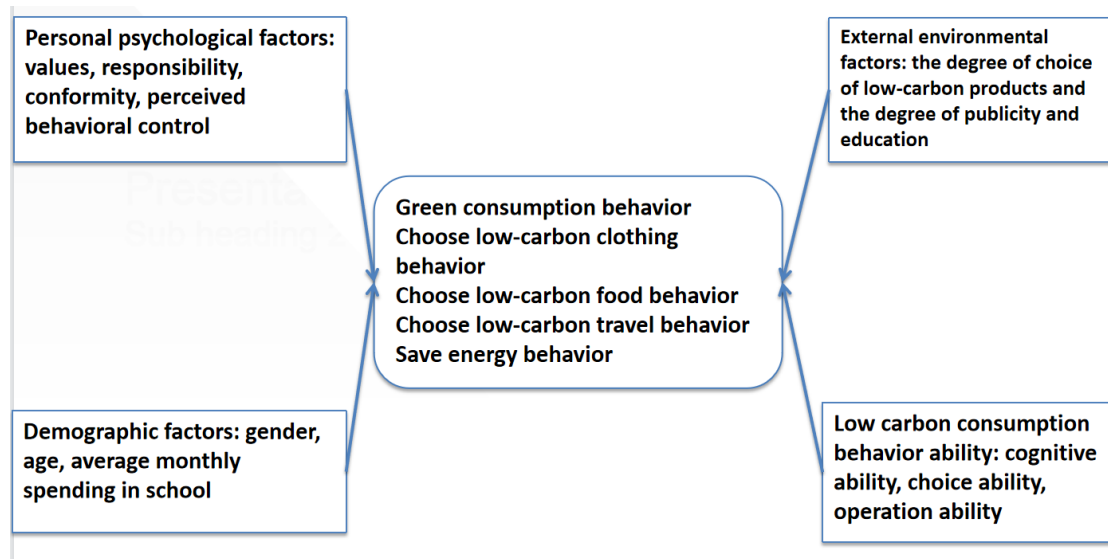 Personal psychological factors:
values, responsibility,
conformity, perceived
behavioral control
External environmental
factors: the degree of choice
of low-carbon products and
the degree of publicity and
education
Presenta
Sub heading
Green consumption behavior
Choose low-carbon clothing
behavior
Choose low-carbon food behavior
Choose low-carbon travel behavior
Save energy behavior
Demographic factors: gender,
age, average monthly
spending in school
Low carbon consumption
behavior ability: cognitive
ability, choice ability,
operation ability